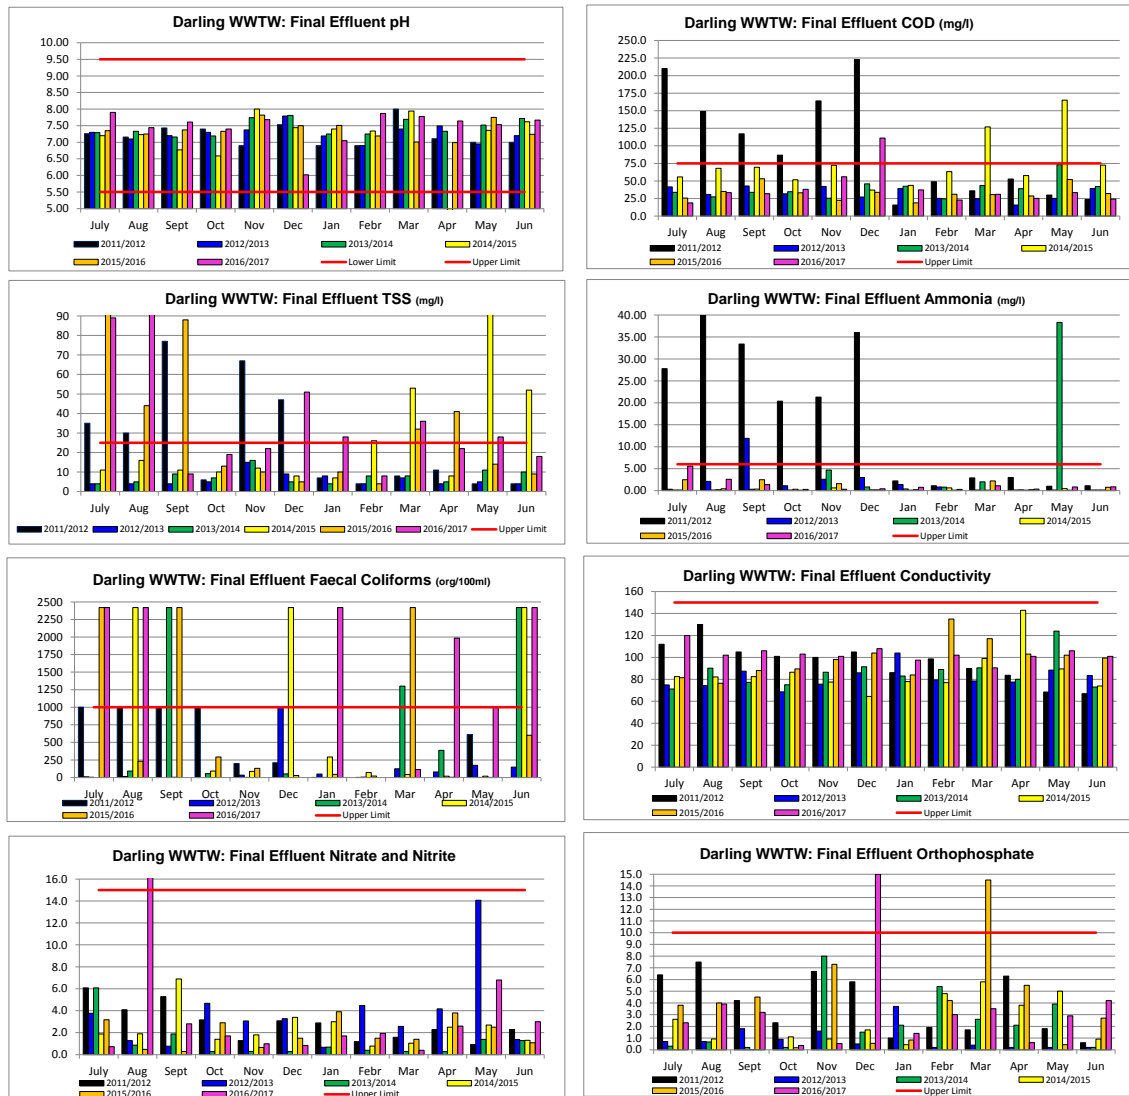 Darling WWTW: Final Effluent pH
10.00
9.50
9.00
8.50
8.00
7.50
7.00
6.50
6.00
5.50
5.00
July Aug Sept Oct Nov Dec Jan Febr Mar Apr May Jun
2011/2012 2012/2013 2013/2014 2014/2015
2015/2016 2016/2017 Lower Limit Upper Limit
Darling WWTW: Final Effluent COD (mg/l)
250.0
225.0
200.0
175.0
150.0
125.0
100.0
75.0
50.0
25.0
0.0
July Aug Sept Oct Nov Dec Jan Febr Mar Apr May Jun
2011/2012 2012/2013 2013/2014 2014/2015
2015/2016 2016/2017 Upper Limit
Darling WWTW: Final Effluent TSS (mg/l)
90
80
70
60
50
40
30
20
10
0
July Aug Sept Oct Nov Dec Jan Febr Mar Apr May Jun
2011/2012 2012/2013 2013/2014 2014/2015 2015/2016 2016/2017 Upper Limit
Darling WWTW: Final Effluent Ammonia (mg/l)
40.00
35.00
30.00
25.00
20.00
15.00
10.00
5.00
0.00
July Aug Sept Oct Nov Dec Jan Febr Mar Apr May Jun
2011/2012 2012/2013 2013/2014 2014/2015
2015/2016 2016/2017 Upper Limit
Darling WWTW: Final Effluent Faecal Coliforms (org/100ml)
2500
2250
2000
1750
1500
1250
1000
750
500
250
0
July Aug Sept Oct Nov Dec Jan Febr Mar Apr May Jun
2011/2012 2012/2013 2013/2014 2014/2015
2015/2016 2016/2017 Upper Limit
Darling WWTW: Final Effluent Conductivity
160
140
120
100
80
60
40
20
0
July Aug Sept Oct Nov Dec Jan Febr Mar Apr May Jun
2011/2012 2012/2013 2013/2014 2014/2015
2015/2016 2016/2017 Upper Limit
Darling WWTW: Final Effluent Nitrate and Nitrite
16.0
14.0
12.0
10.0
8.0
6.0
4.0
2.0
0.0
July Aug Sept Oct Nov Dec Jan Febr Mar Apr May Jun
2011/2012 2012/2013 2013/2014 2014/2015
2015/2016 2016/2017 Upper Limit
Darling WWTW: Final Effluent Orthophosphate
15.0
14.0
13.0
12.0
11.0
10.0
9.0
8.0
7.0
6.0
5.0
4.0
3.0
2.0
1.0
0.0
July Aug Sept Oct Nov Dec Jan Febr Mar Apr May Jun
2011/2012 2012/2013 2013/2014 2014/2015
2015/2016 2016/2017 Upper Limit